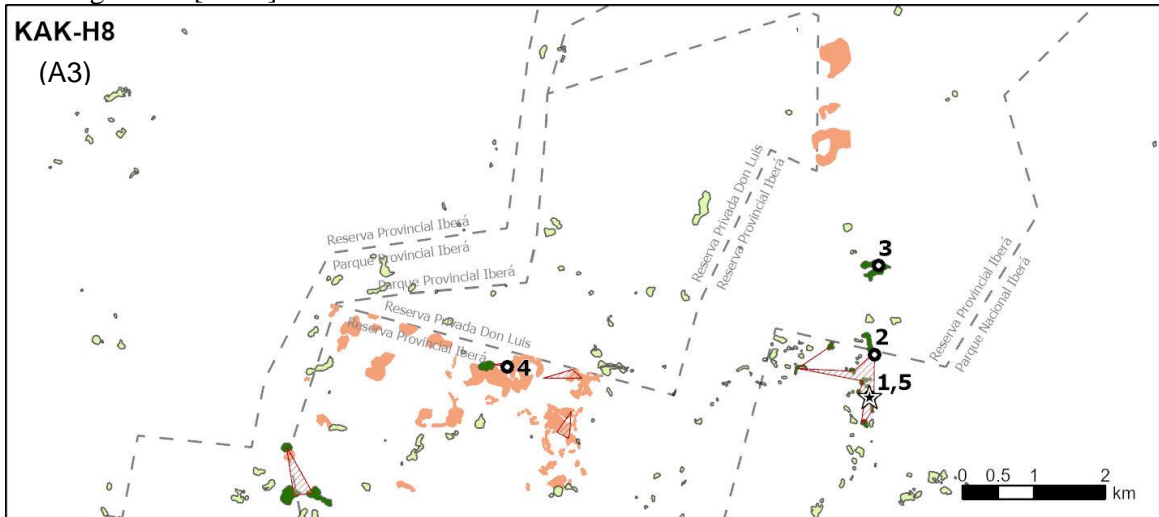 KAK-H8
(A3)
Reserva Privada Don Luis
Reserva Provincial Iberá
Reserva Provincial Iberá
Parque Provincial Iberá
Parque Provincial Iberá
Reserva Privada Don Luis
Reserva Provincial Iberá
3
Reserva Provincial Iberá
Parque Nacional Iberá
2
4
1,5
0 0.5 1 2
km